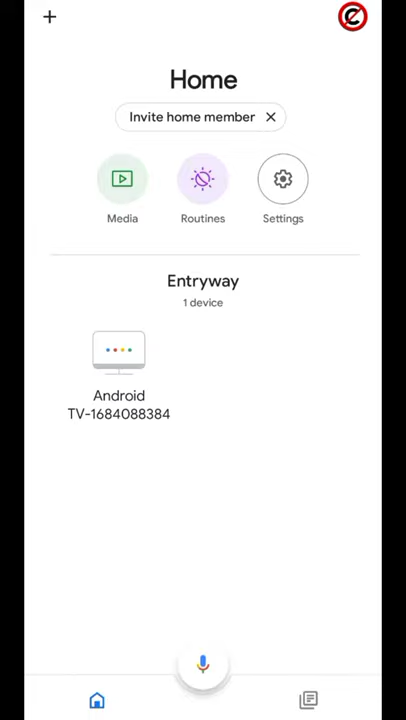 Home
Invite home member
Media
Routines
Settings
Entryway
1 device
Android
TV-1684088384